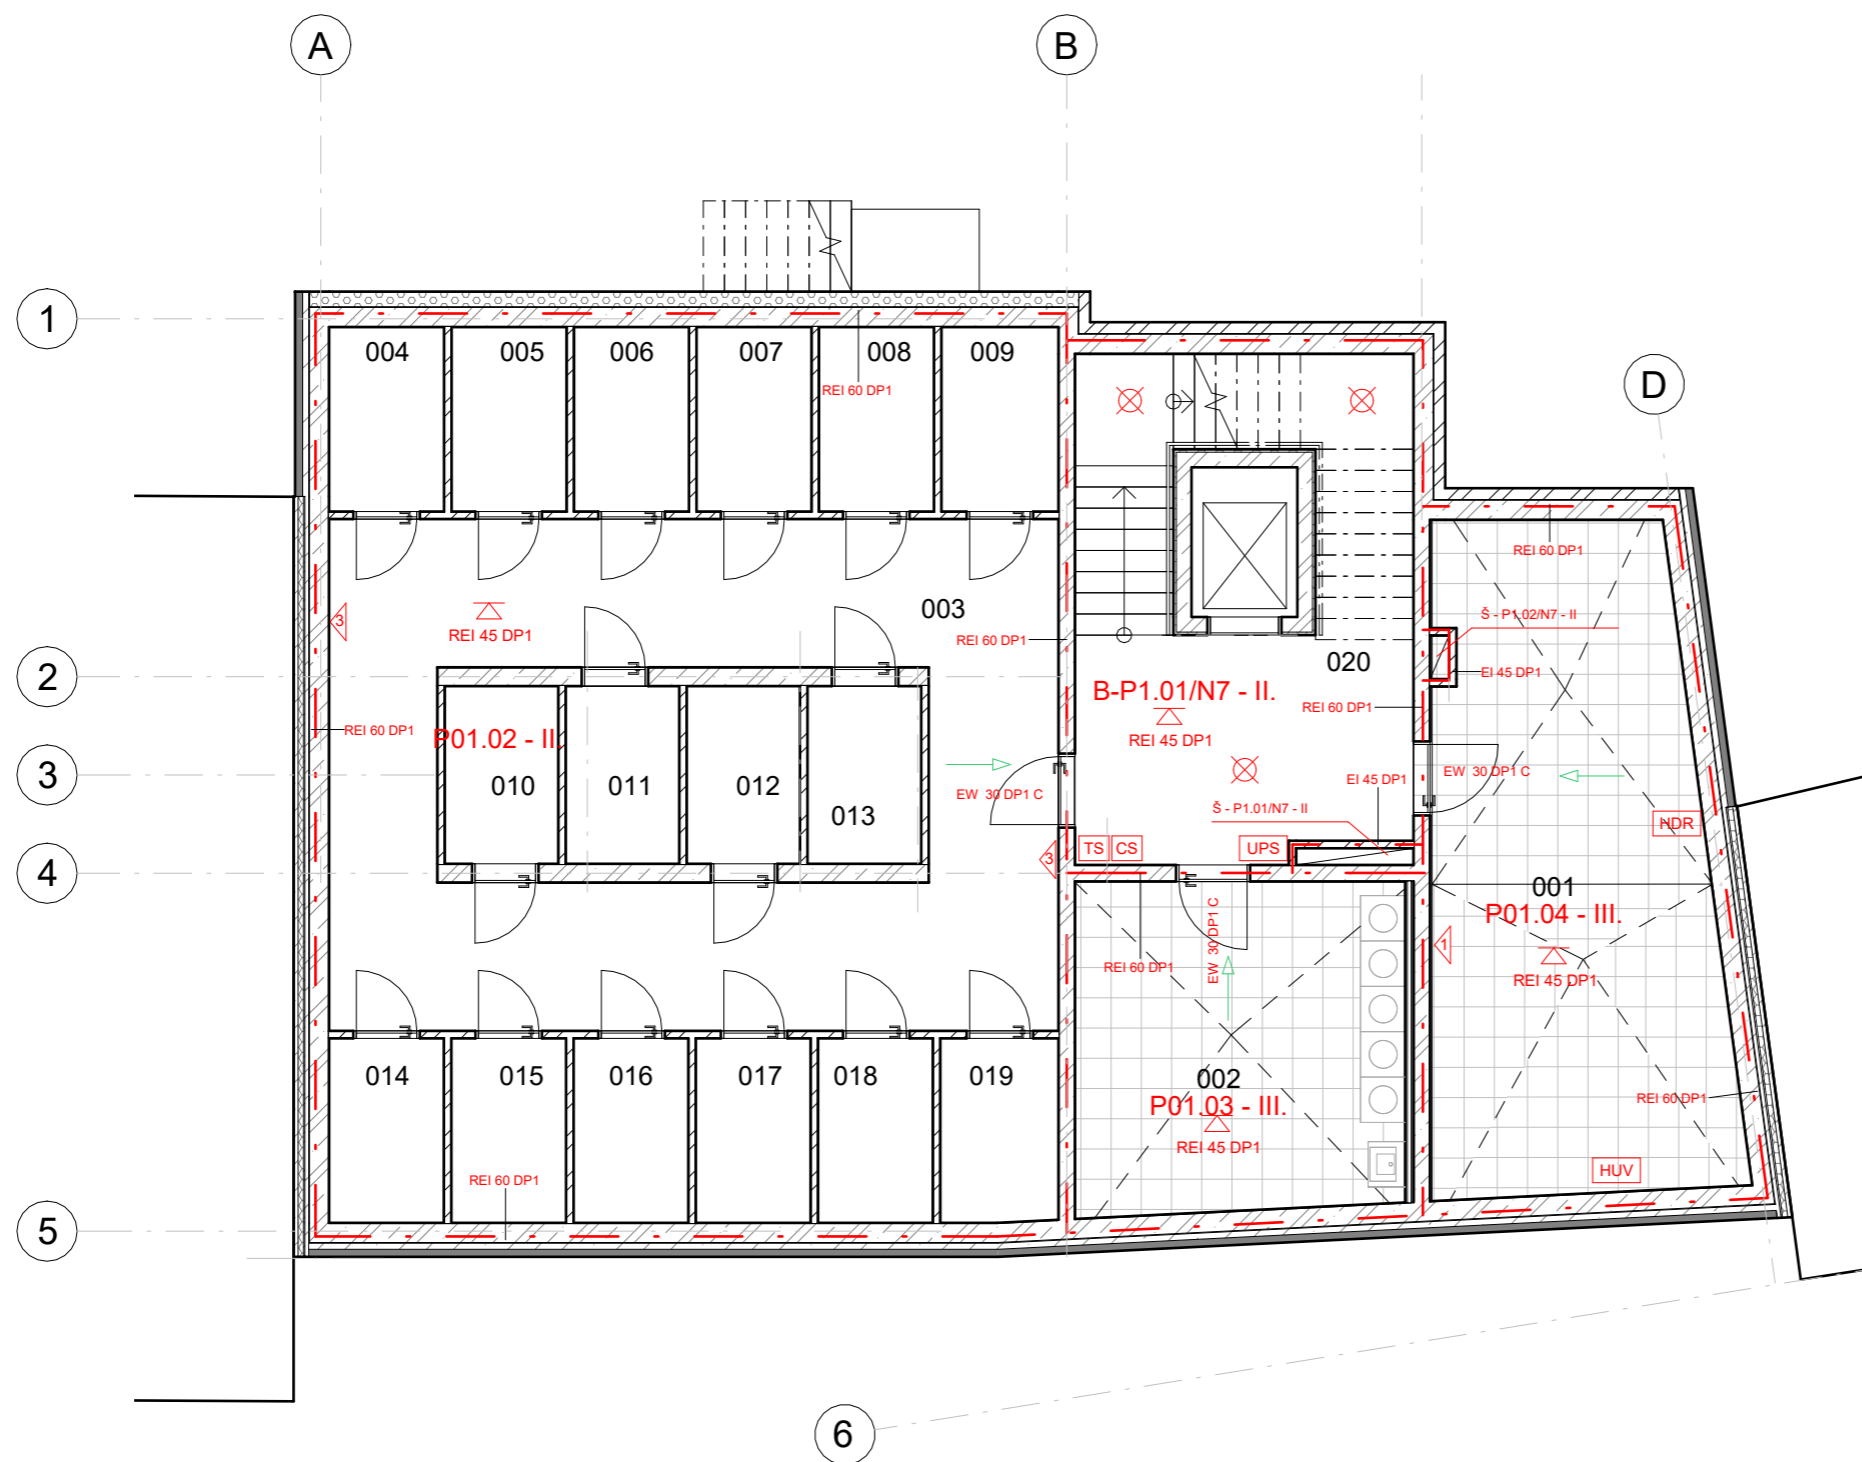 A
B
1
D
004
005
006
007
008
009
REI 60 DP1
REI 60 DP1
003
3
REI 45 DP1
REI 60 DP1
Š - P1.02/N7 - II
2
020
EI 45 DP1
B-P1.01/N7 - II.
REI 60 DP1
REI 60 DP1
P01.02 - II.
REI 45 DP1
3
010
011
012
013
EW 30 DP1 C
EW 30 DP1 C
EI 45 DP1
Š - P1.01/N7 - II
HDR
TS
CS
UPS
3
4
001
P01.04 - III.
EW 30 DP1 C
1
REI 60 DP1
REI 45 DP1
014
015
016
017
018
019
002
P01.03 - III.
REI 60 DP1
REI 45 DP1
HUV
REI 60 DP1
5
6